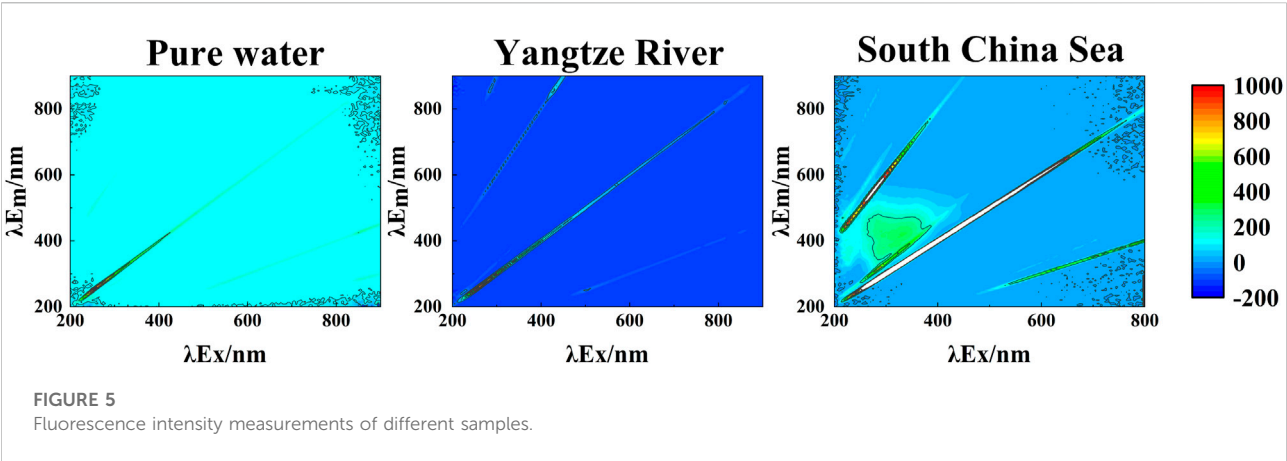 Pure water
Yangtze River
South China Sea
λEm/nm
800
600
400
200
200
400
600
800
λEx/nm
λEm/nm
800
600
400
200
200
400
600
800
λEx/nm
λEm/nm
800
600
400
200
200
400
600
800
λEx/nm
1000
800
600
400
200
0
-200
FIGURE 5
Fluorescence intensity measurements of different samples.